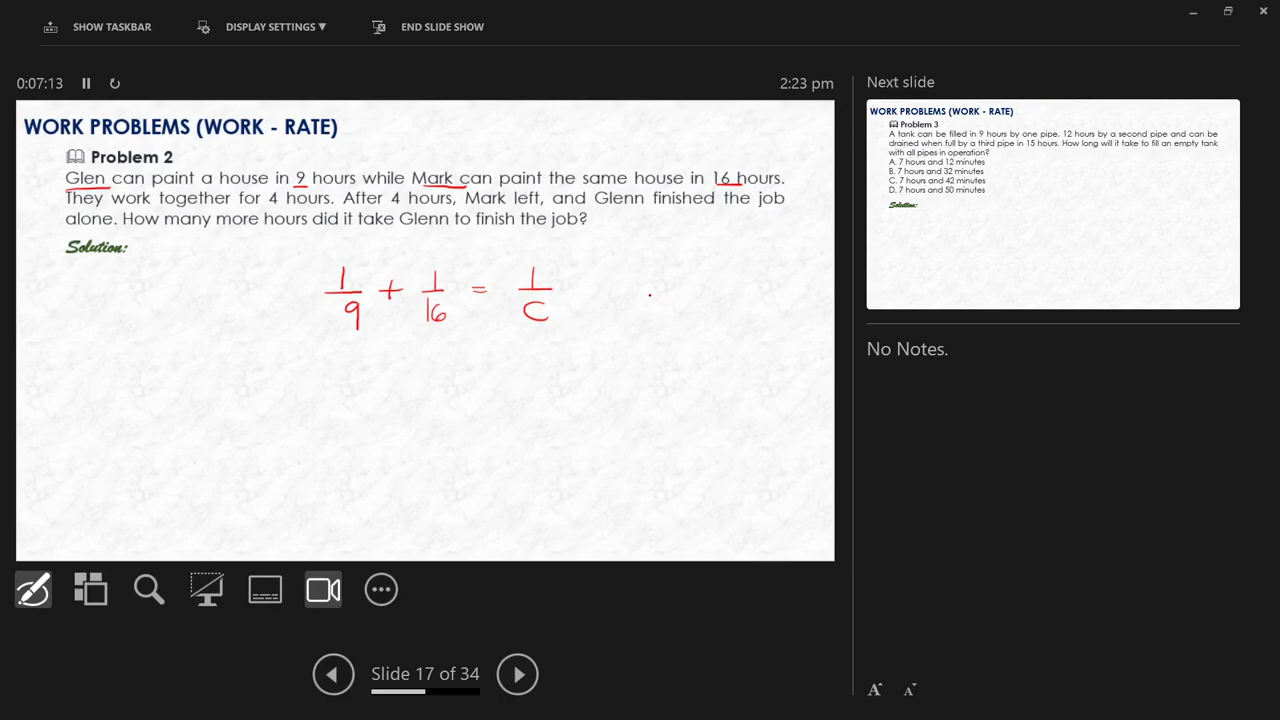 SHOW TASKBAR DISPLAY SETTINGS ▼ END SLIDE SHOW
0:07:13 2:23 pm
WORK PROBLEMS (WORK - RATE)
Problem 2
Glen can paint a house in 9 hours while Mark can paint the same house in 16 hours.
They work together for 4 hours. After 4 hours, Mark left, and Glenn finished the job
alone. How many more hours did it take Glenn to finish the job?
Solution:
1/9 + 1/16 = 1/C
Next slide
WORK PROBLEMS (WORK - RATE)
Problem 3
A tank can be filled in 9 hours by one pipe, 12 hours by a second pipe and can be
drained when full by a third pipe in 15 hours. How long will it take to fill an empty tank
with all pipes in operation?
A. 7 hours and 12 minutes
B. 7 hours and 32 minutes
C. 7 hours and 42 minutes
D. 7 hours and 50 minutes
Solution:
No Notes.
Slide 17 of 34
A A